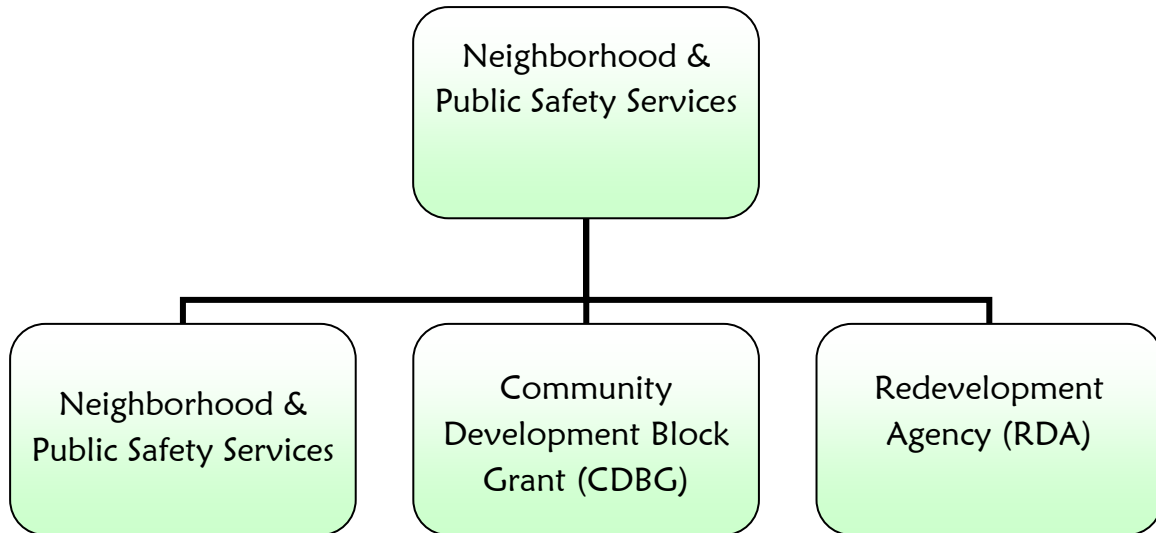 Neighborhood &
Public Safety Services
Neighborhood &
Public Safety Services
Community
Development Block
Grant (CDBG)
Redevelopment
Agency (RDA)